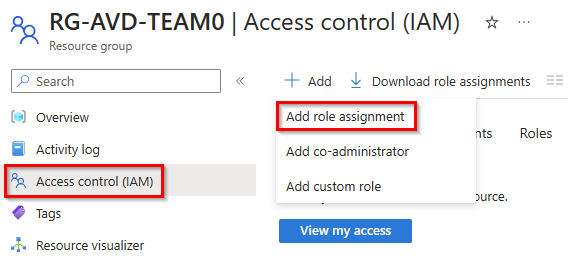 RG-AVD-TEAM0 | Access control (IAM)
Resource group
Search
Add
Download role assignments
Overview
Activity log
Access control (IAM)
Tags
Resource visualizer
Add role assignment
Add co-administrator
Add custom role
nts
Roles
ource.
View my access